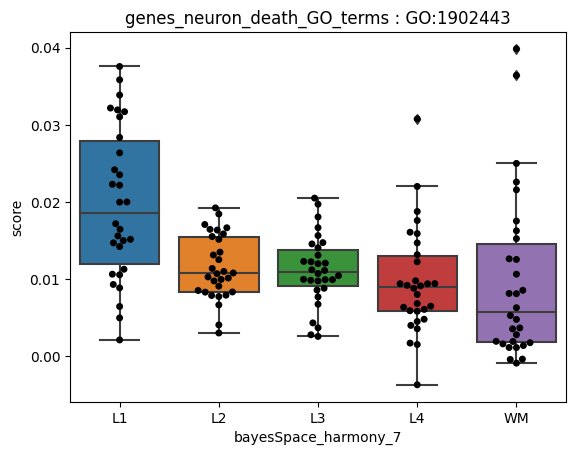 genes_neuron_death_GO_terms : GO:1902443
0.04
0.03
0.02
0.01
0.00
score
L1 L2 L3 L4 WM
bayesSpace_harmony_7